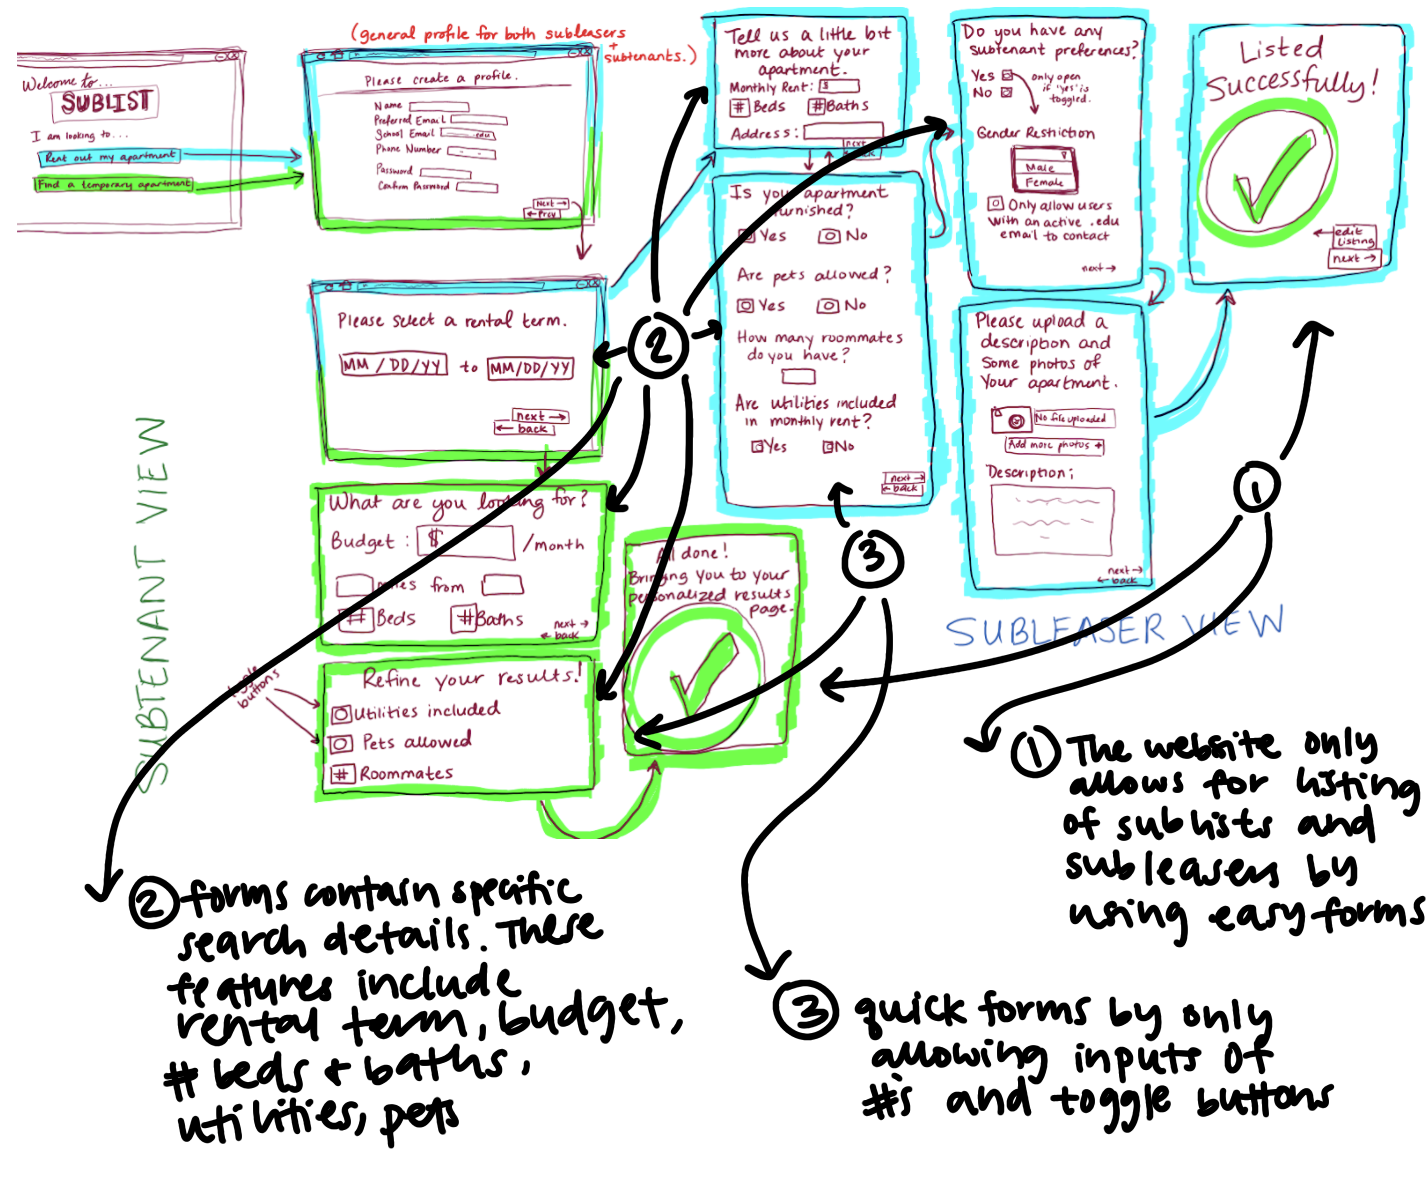 Welcome to...
SUBLIST
I am looking to...
Rent out my apartment
Find a temporary apartment
(general profile for both subleasers
+
subtenants.)
Please create a profile.
Name
Preferred Email
School Email .edu
Phone Number - -
Password
Confirm Password
Next →
← Prev
Please select a rental term.
MM / DD / YY to MM/DD/YY
next →
← back
SUBTENANT VIEW
What are you looking for?
Budget: $ /month
from
# Beds # Baths
next →
← back
Refine your results!
buttons
Utilities included
Pets allowed
# Roommates
All done!
Bringing you to your
personalized results
page.
Tell us a little bit
more about your
apartment.
Monthly Rent: $
# Beds # Baths
Address:
next →
← back
Is your apartment
furnished?
Yes No
Are pets allowed?
Yes No
How many roommates
do you have?
Are utilities included
in monthly rent?
Yes No
next →
← back
Do you have any
subtenant preferences?
Yes
No
only open
if 'yes' is
toggled.
Gender Restiction
Male
Female
Only allow users
with an active .edu
email to contact
next →
Please upload a
description and
Some photos of
Your apartment.
No file uploaded
Add more photos +
Description:
next →
← back
Listed
Successfully!
← edit
listing
next →
SUBLEASER VIEW
2
3
1
① The website only
allows for listing
of sublists and
subleasers by
using easy forms
② forms contain specific
search details. These
features include
rental term, budget,
# beds + baths,
utilities, pets
③ quick forms by only
allowing inputs of
#s and toggle buttons